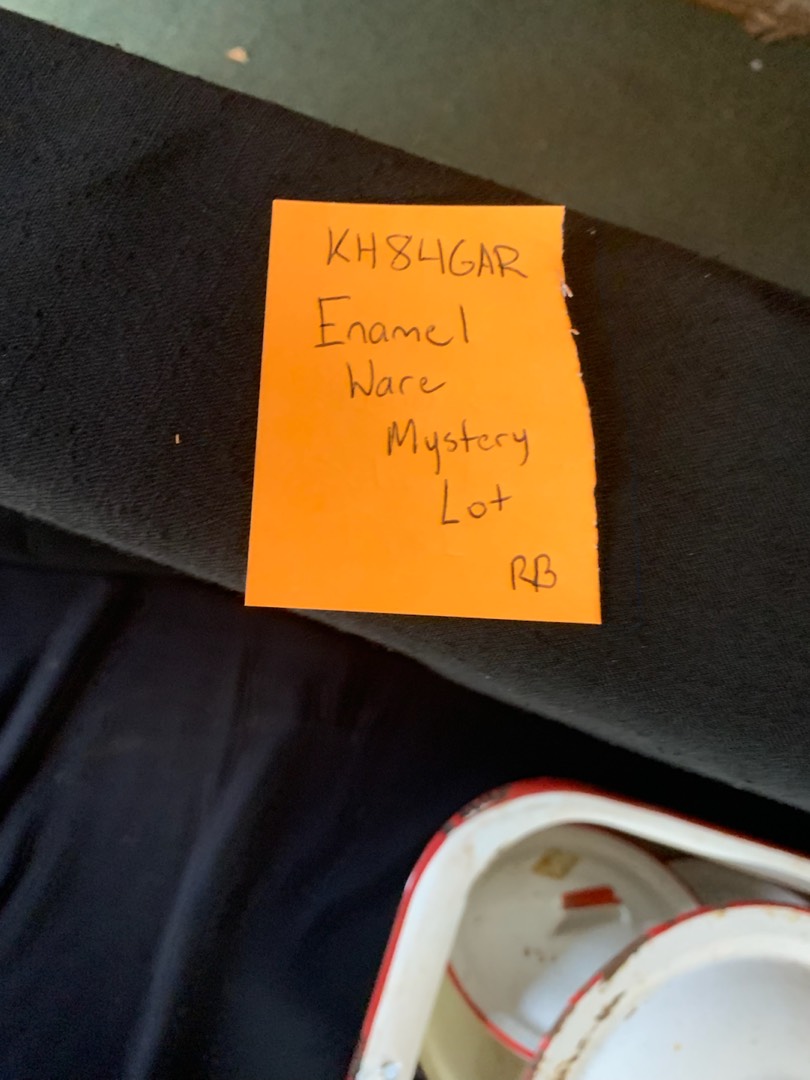 KH84GAR
Enamel
Ware
Mystery
Lot
RB